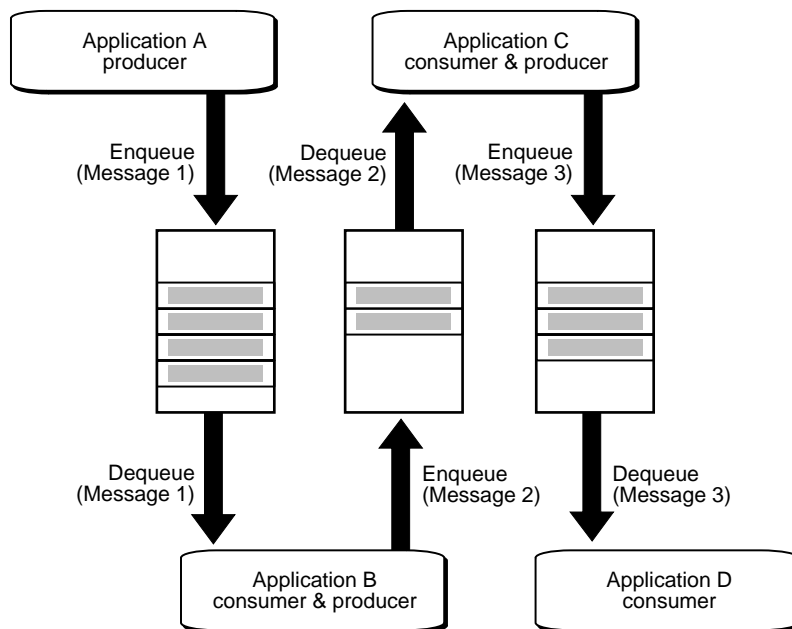 Application A
producer
Application C
consumer & producer
Enqueue
(Message 1)
Dequeue
(Message 2)
Enqueue
(Message 3)
Dequeue
(Message 1)
Enqueue
(Message 2)
Dequeue
(Message 3)
Application B
consumer & producer
Application D
consumer